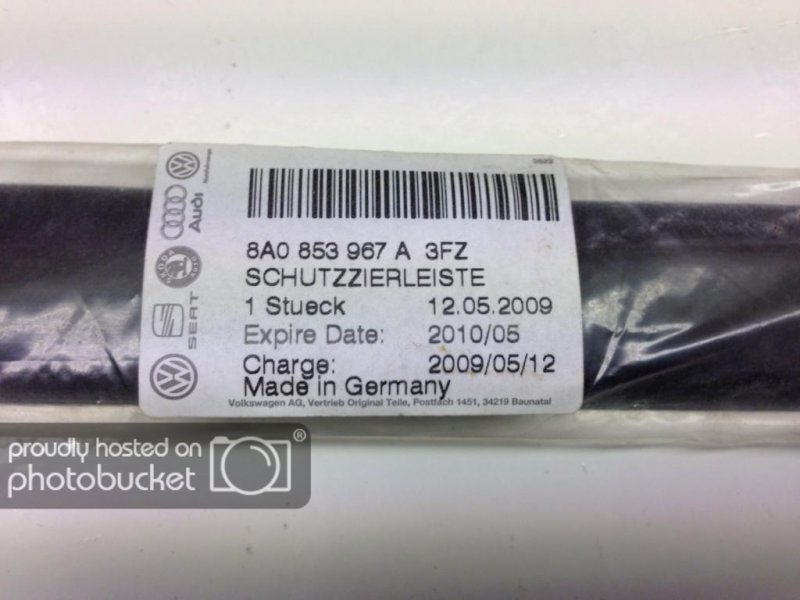 8A0 853 967 A 3FZ
SCHUTZZIERLEISTE
1 Stueck 12.05.2009
Expire Date: 2010/05
Charge: 2009/05/12
Made in Germany
Volkswagen AG, Vertrieb Original Teile, Postfach 1451, 34219 Baunatal
Audi
SEAT
proudly hosted on
photobucket